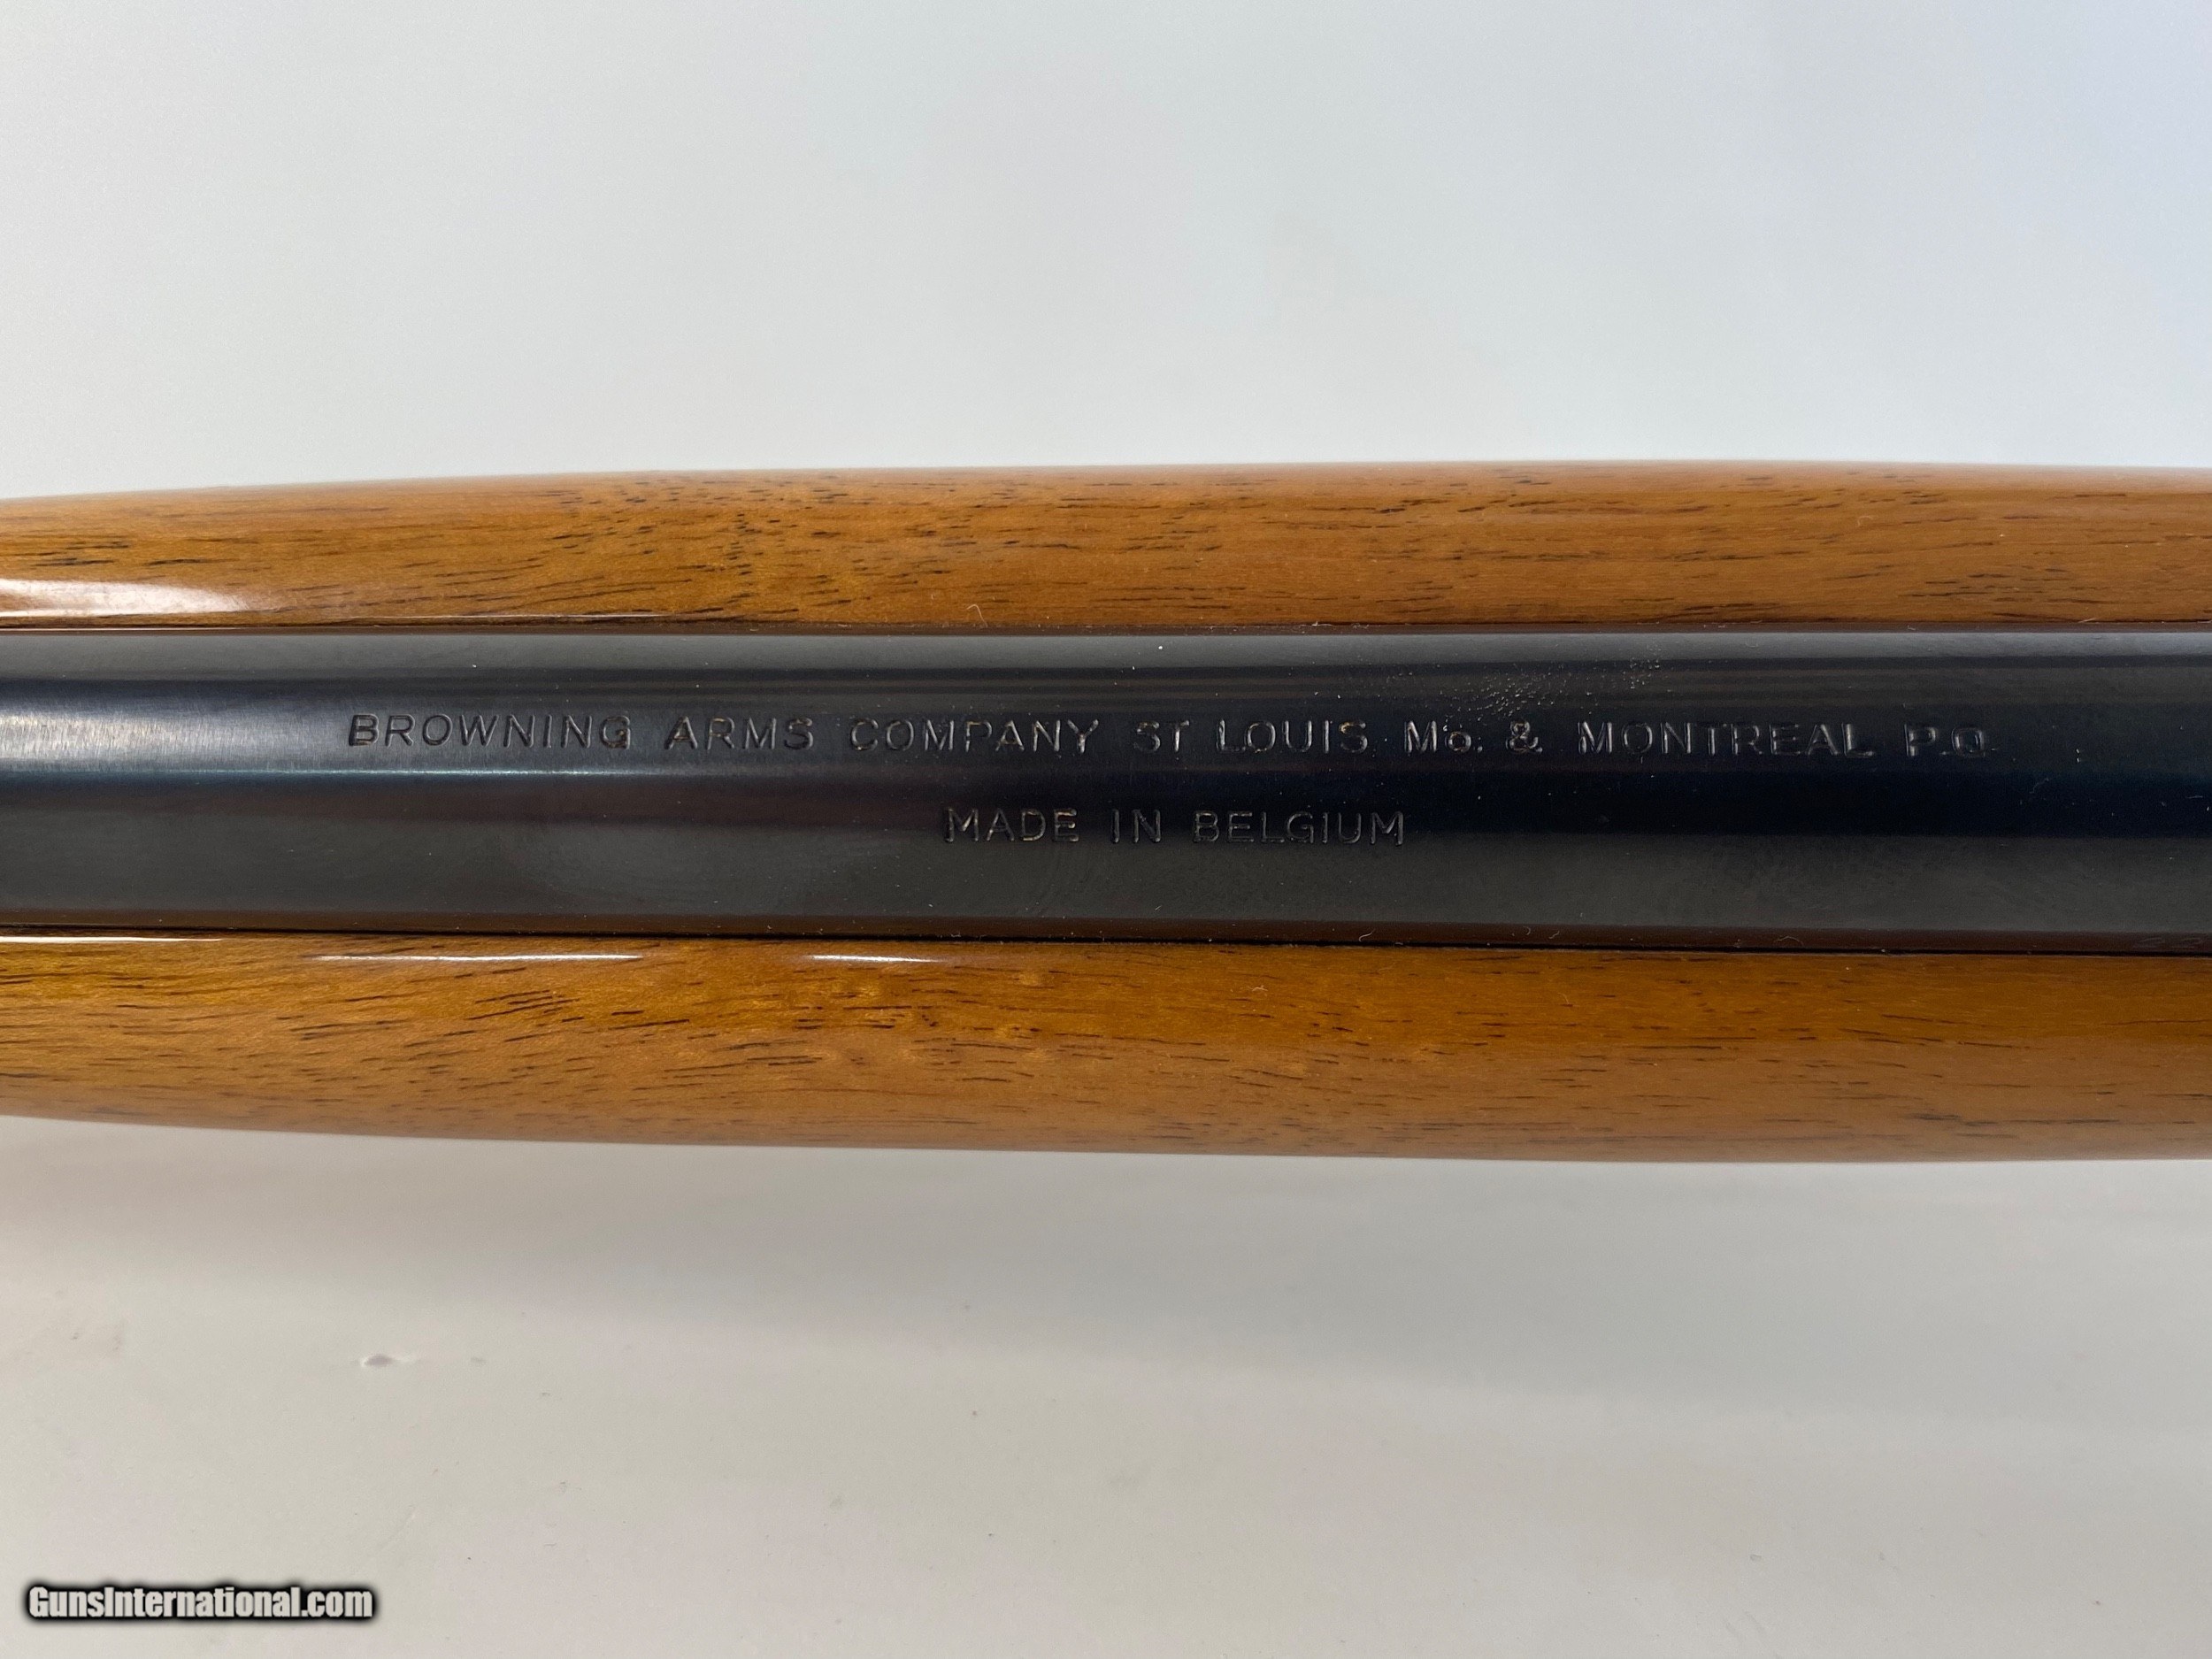 BROWNING ARMS COMPANY ST LOUIS Mo. & MONTREAL P.Q.
MADE IN BELGIUM
GunsInternational.com